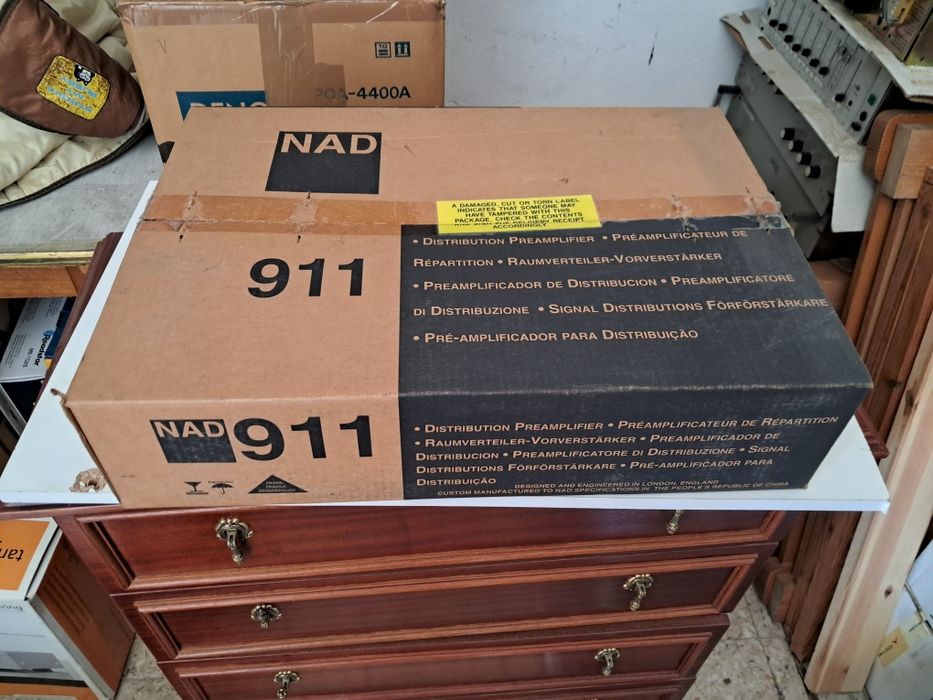 POA-4400A
NAD
A DAMAGED, CUT OR TORN LABEL
INDICATES THAT SOMEONE MAY
HAVE TAMPERED WITH THIS
PACKAGE. CHECK THE CONTENTS
ACCORDINGLY.
911
• DISTRIBUTION PREAMPLIFIER • PRÉAMPLIFICATEUR DE
RÉPARTITION • RAUMVERTEILER-VORVERSTÄRKER
• PREAMPLIFICADOR DE DISTRIBUCION • PREAMPLIFICATORE
DI DISTRIBUZIONE • SIGNAL DISTRIBUTIONS FÖRFÖRSTÄRKARE
• PRÉ-AMPLIFICADOR PARA DISTRIBUIÇÃO
NAD 911
• DISTRIBUTION PREAMPLIFIER • PRÉAMPLIFICATEUR DE RÉPARTITION
• RAUMVERTEILER-VORVERSTÄRKER • PREAMPLIFICADOR DE
DISTRIBUCION • PREAMPLIFICATORE DI DISTRIBUZIONE • SIGNAL
DISTRIBUTIONS FÖRFÖRSTÄRKARE • PRÉ-AMPLIFICADOR PARA
DISTRIBUIÇÃO
DESIGNED AND ENGINEERED IN LONDON, ENGLAND
CUSTOM MANUFACTURED TO NAD SPECIFICATIONS IN THE PEOPLE'S REPUBLIC OF CHINA
Roadstar
tan